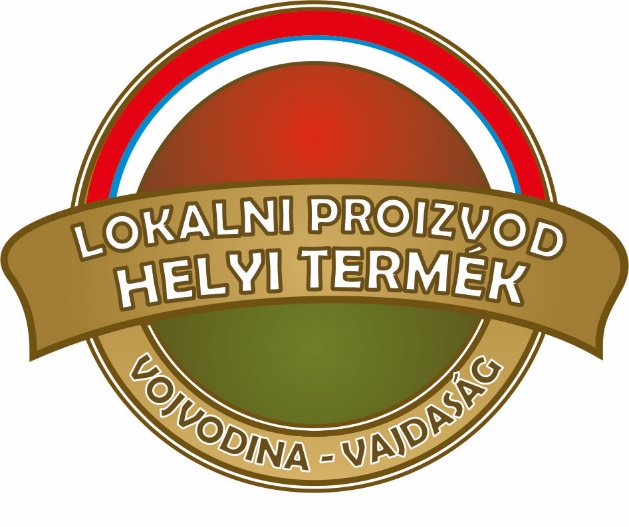 LOKALNI PROIZVOD
HELYI TERMÉK
VOJVODINA - VAJDASÁG